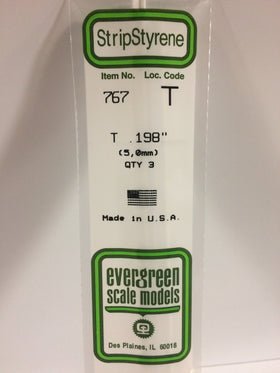 StripStyrene
Item No. Loc. Code
767 T
T .198"
(5,0mm)
QTY 3
Made in U.S.A.
evergreen
scale models
Des Plaines, IL 60018